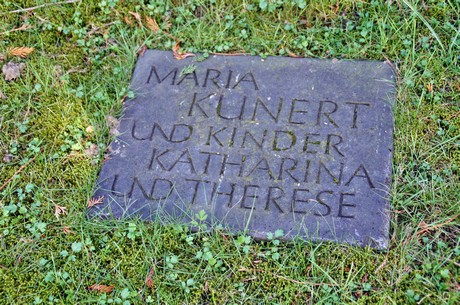 MARIA
KUNERT
UND KINDER
KATHARINA
UND THERESE